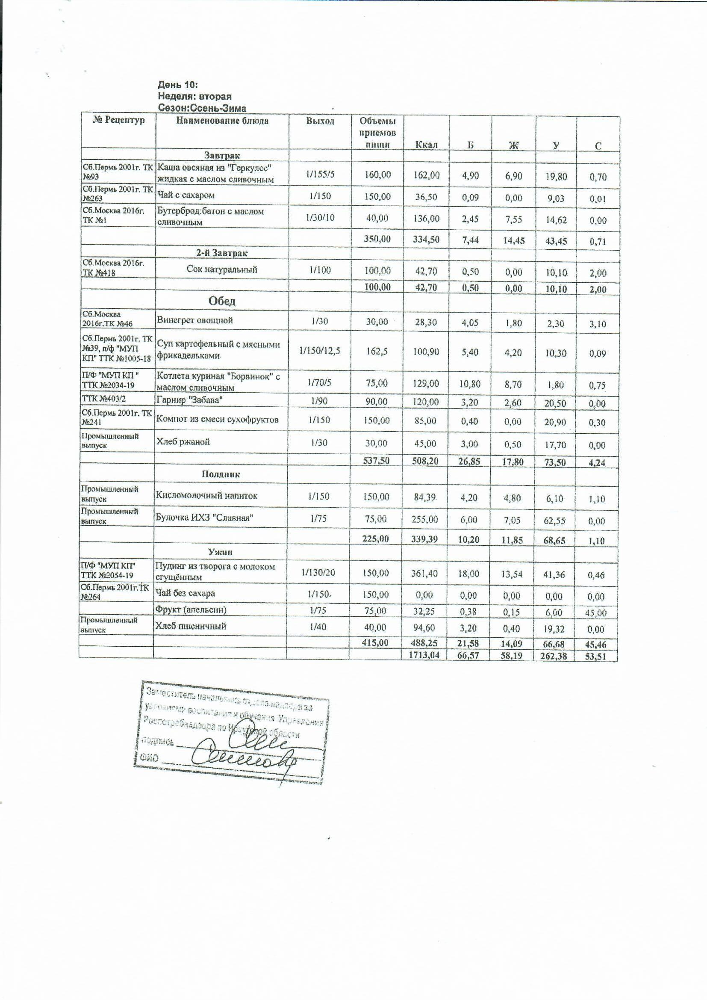 День 10:
Неделя: вторая
Сезон:Осень-Зима
№ Рецептур Наименование блюда Выход Объемы приемов пищи Ккал Б Ж У С
Завтрак
Сб.Пермь 2001г. ТК №93 Каша овсяная из "Геркулес" жидкая с маслом сливочным 1/155/5 160,00 162,00 4,90 6,90 19,80 0,70
Сб.Пермь 2001г. ТК №263 Чай с сахаром 1/150 150,00 36,50 0,09 0,00 9,03 0,01
Сб.Москва 2016г. ТК №1 Бутерброд:батон с маслом сливочным 1/30/10 40,00 136,00 2,45 7,55 14,62 0,00
350,00 334,50 7,44 14,45 43,45 0,71
2-й Завтрак
Сб.Москва 2016г. ТК №418 Сок натуральный 1/100 100,00 42,70 0,50 0,00 10,10 2,00
100,00 42,70 0,50 0,00 10,10 2,00
Обед
Сб.Москва 2016г.ТК №46 Винегрет овощной 1/30 30,00 28,30 4,05 1,80 2,30 3,10
Сб.Пермь 2001г. ТК №39, п/ф "МУП КП" ТТК №1005-18 Суп картофельный с мясными фрикадельками 1/150/12,5 162,5 100,90 5,40 4,20 10,30 0,09
П/Ф "МУП КП " ТТК №2034-19 Котлета куриная "Борвинок" с маслом сливочным 1/70/5 75,00 129,00 10,80 8,70 1,80 0,75
ТТК №403/2 Гарнир "Забава" 1/90 90,00 120,00 3,20 2,60 20,50 0,00
Сб.Пермь 2001г. ТК №241 Компот из смеси сухофруктов 1/150 150,00 85,00 0,40 0,00 20,90 0,30
Промышленный выпуск Хлеб ржаной 1/30 30,00 45,00 3,00 0,50 17,70 0,00
537,50 508,20 26,85 17,80 73,50 4,24
Полдник
Промышленный выпуск Кисломолочный напиток 1/150 150,00 84,39 4,20 4,80 6,10 1,10
Промышленный выпуск Булочка ИХЗ "Славная" 1/75 75,00 255,00 6,00 7,05 62,55 0,00
225,00 339,39 10,20 11,85 68,65 1,10
Ужин
П/Ф "МУП КП" ТТК №2054-19 Пудинг из творога с молоком сгущённым 1/130/20 150,00 361,40 18,00 13,54 41,36 0,46
Сб.Пермь 2001г.ТК №264 Чай без сахара 1/150. 150,00 0,00 0,00 0,00 0,00 0,00
Фрукт (апельсин) 1/75 75,00 32,25 0,38 0,15 6,00 45,00
Промышленный выпуск Хлеб пшеничный 1/40 40,00 94,60 3,20 0,40 19,32 0,00
415,00 488,25 21,58 14,09 66,68 45,46
1713,04 66,57 58,19 262,38 53,51
Заместитель начальника отдела надзора за
условиями воспитания и обучения Управления
Роспотребнадзора по Иркутской области
подпись
ФИО